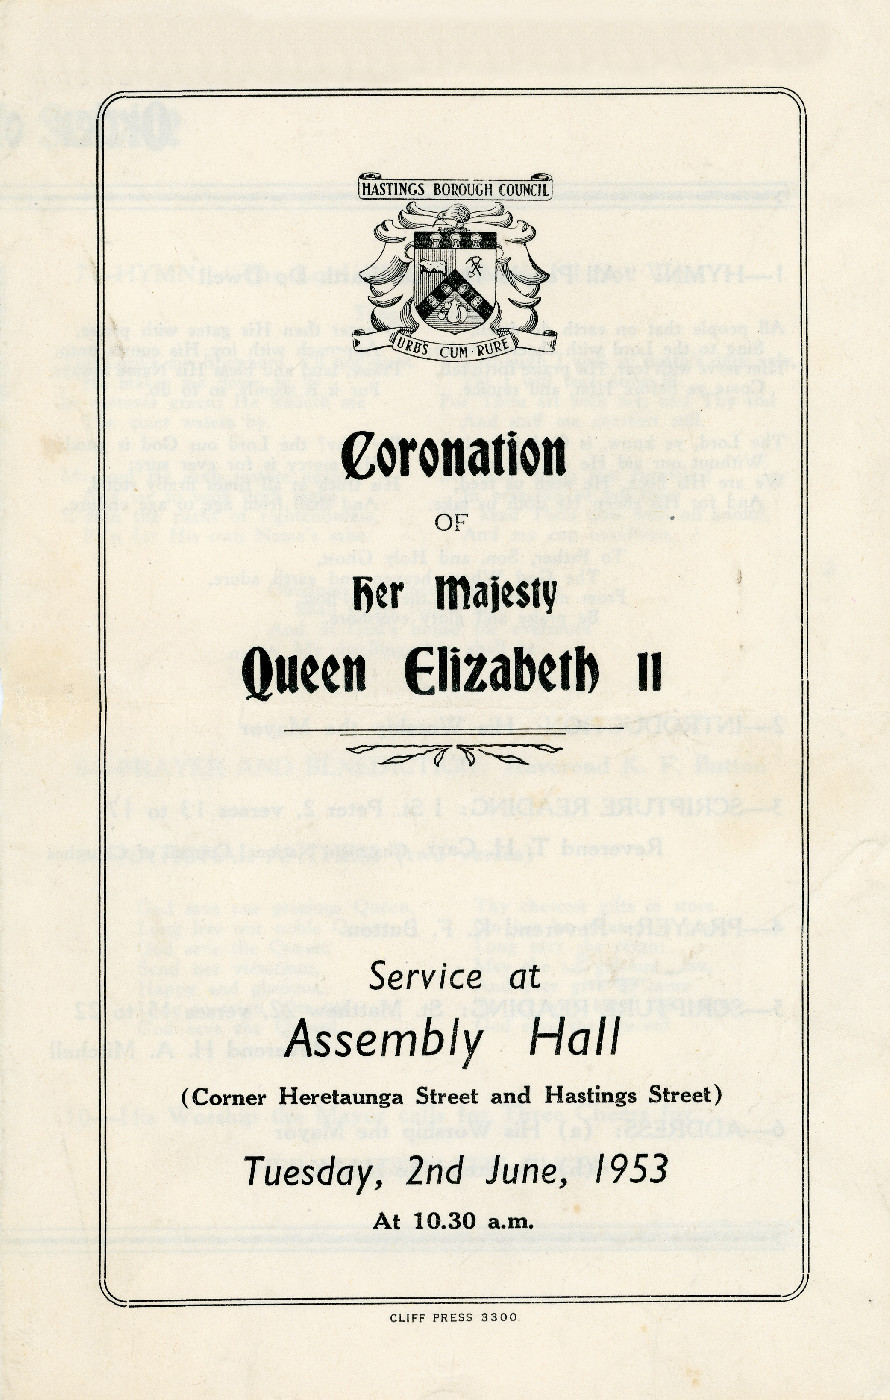 HASTINGS BOROUGH COUNCIL
URBS CUM · RURE
Coronation
OF
Her Majesty
Queen Elizabeth II
Service at
Assembly Hall
(Corner Heretaunga Street and Hastings Street)
Tuesday, 2nd June, 1953
At 10.30 a.m.
CLIFF PRESS 3300